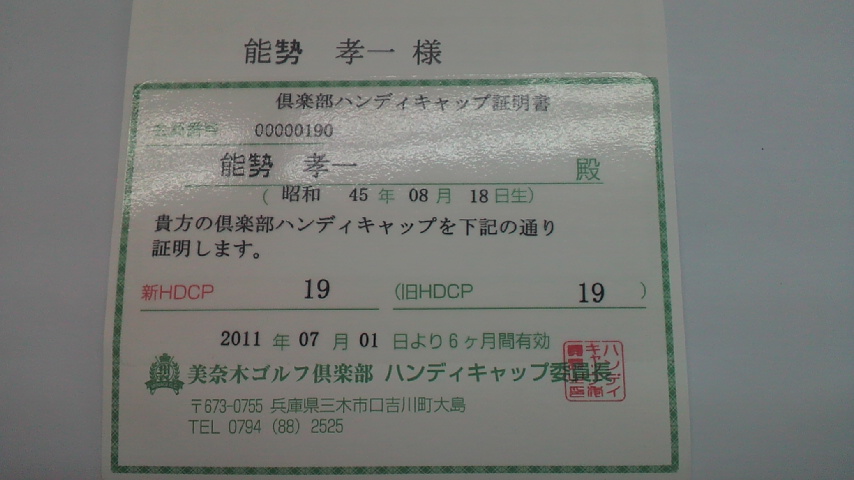 能勢 孝一 様
倶楽部ハンディキャップ証明書
会員番号 00000190
能勢 孝一 殿
( 昭和 45 年 08 月 18 日生)
貴方の倶楽部ハンディキャップを下記の通り
証明します。
新HDCP 19 (旧HDCP 19 )
2011 年 07 月 01 日より6ヶ月間有効
美奈木ゴルフ倶楽部 ハンディキャップ委員長
〒673-0755 兵庫県三木市口吉川町大島
TEL 0794 (88) 2525